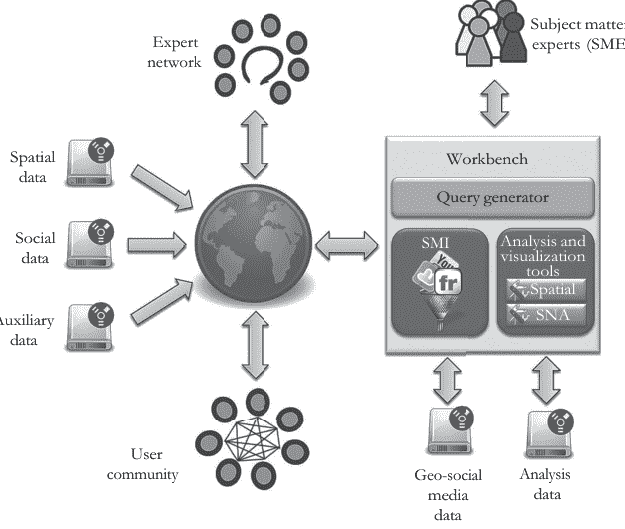 Expert
network
Subject matter
experts (SME
Spatial
data
Social
data
Auxiliary
data
User
community
Workbench
Query generator
SMI
You
fr
Analysis and
visualization
tools
Spatial
SNA
Geo-social
media
data
Analysis
data